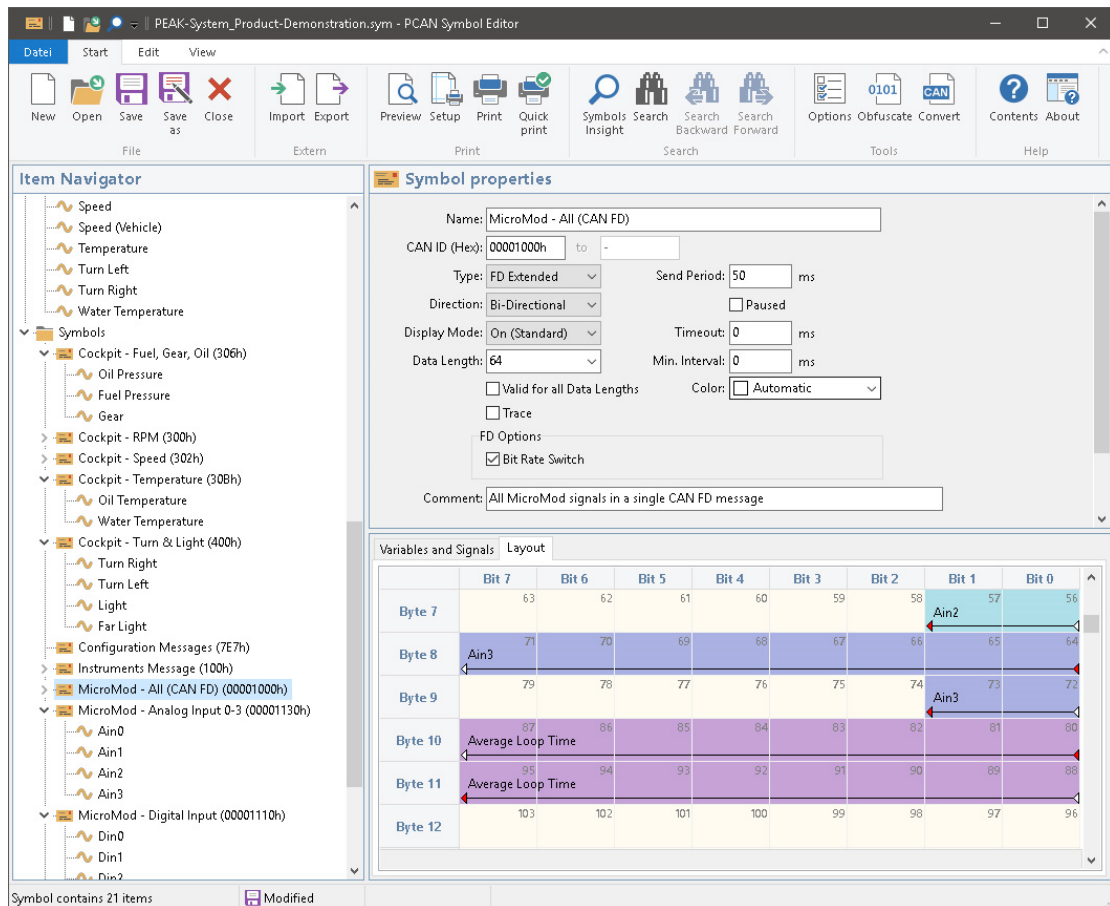 PEAK-System_Product-Demonstration.sym - PCAN Symbol Editor
Datei Start Edit View
New Open Save Save as Close Import Export Preview Setup Print Quick print Symbols Insight Search Search Backward Search Forward Options Obfuscate Convert Contents About
0101 CAN
File Extern Print Search Tools Help
Item Navigator
Speed
Speed (Vehicle)
Temperature
Turn Left
Turn Right
Water Temperature
Symbols
Cockpit - Fuel, Gear, Oil (306h)
Oil Pressure
Fuel Pressure
Gear
Cockpit - RPM (300h)
Cockpit - Speed (302h)
Cockpit - Temperature (30Bh)
Oil Temperature
Water Temperature
Cockpit - Turn & Light (400h)
Turn Right
Turn Left
Light
Far Light
Configuration Messages (7E7h)
Instruments Message (100h)
MicroMod - All (CAN FD) (00001000h)
MicroMod - Analog Input 0-3 (00001130h)
Ain0
Ain1
Ain2
Ain3
MicroMod - Digital Input (00001110h)
Din0
Din1
Din2
Symbol properties
Name: MicroMod - All (CAN FD)
CAN ID (Hex): 00001000h to -
Type: FD Extended Send Period: 50 ms
Direction: Bi-Directional Paused
Display Mode: On (Standard) Timeout: 0 ms
Data Length: 64 Min. Interval: 0 ms
Valid for all Data Lengths Color: Automatic
Trace
FD Options
Bit Rate Switch
Comment: All MicroMod signals in a single CAN FD message
Variables and Signals Layout
Bit 7 Bit 6 Bit 5 Bit 4 Bit 3 Bit 2 Bit 1 Bit 0
Byte 7 63 62 61 60 59 58 57 56
Ain2
Byte 8 71 70 69 68 67 66 65 64
Ain3
Byte 9 79 78 77 76 75 74 73 72
Ain3
Byte 10 87 86 85 84 83 82 81 80
Average Loop Time
Byte 11 95 94 93 92 91 90 89 88
Average Loop Time
Byte 12 103 102 101 100 99 98 97 96
Symbol contains 21 items Modified